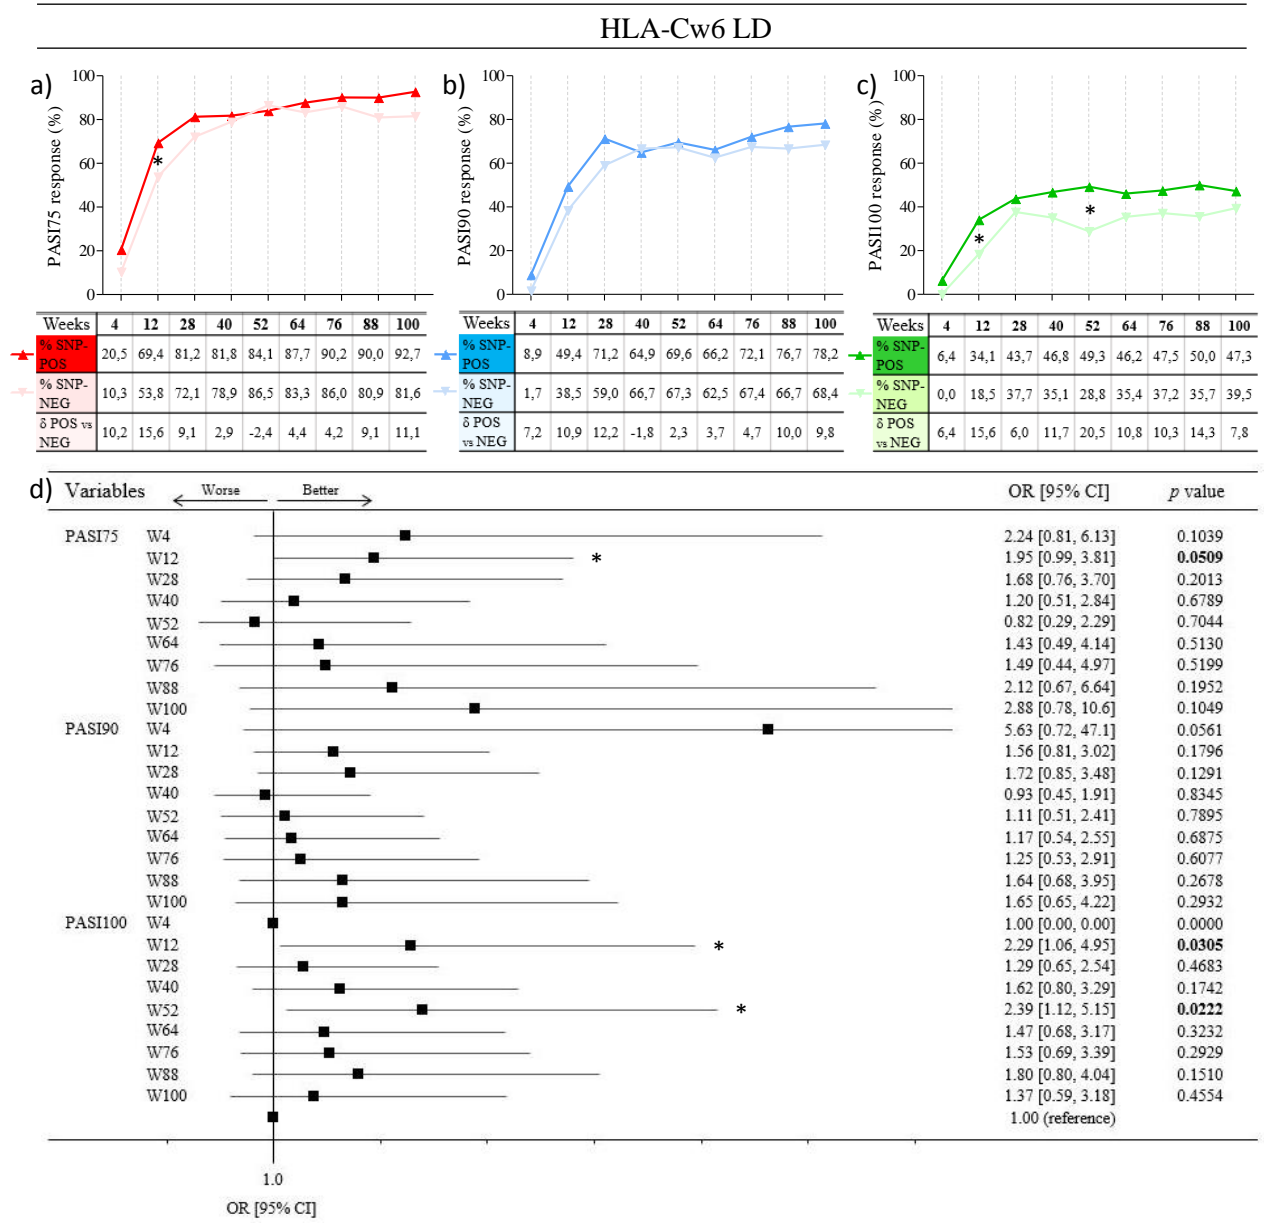 HLA-Cw6 LD
a)
PASI75 response (%)
100
80
60
40
20
0
*
Weeks 4 12 28 40 52 64 76 88 100
% SNP-POS 20,5 69,4 81,2 81,8 84,1 87,7 90,2 90,0 92,7
% SNP-NEG 10,3 53,8 72,1 78,9 86,5 83,3 86,0 80,9 81,6
δ POS vs NEG 10,2 15,6 9,1 2,9 -2,4 4,4 4,2 9,1 11,1
b)
PASI90 response (%)
100
80
60
40
20
0
Weeks 4 12 28 40 52 64 76 88 100
% SNP-POS 8,9 49,4 71,2 64,9 69,6 66,2 72,1 76,7 78,2
% SNP-NEG 1,7 38,5 59,0 66,7 67,3 62,5 67,4 66,7 68,4
δ POS vs NEG 7,2 10,9 12,2 -1,8 2,3 3,7 4,7 10,0 9,8
c)
PASI100 response (%)
100
80
60
40
20
0
*
*
Weeks 4 12 28 40 52 64 76 88 100
% SNP-POS 6,4 34,1 43,7 46,8 49,3 46,2 47,5 50,0 47,3
% SNP-NEG 0,0 18,5 37,7 35,1 28,8 35,4 37,2 35,7 39,5
δ POS vs NEG 6,4 15,6 6,0 11,7 20,5 10,8 10,3 14,3 7,8
d)
Variables Worse Better OR [95% CI] p value
PASI75 W4 2.24 [0.81, 6.13] 0.1039
W12 * 1.95 [0.99, 3.81] 0.0509
W28 1.68 [0.76, 3.70] 0.2013
W40 1.20 [0.51, 2.84] 0.6789
W52 0.82 [0.29, 2.29] 0.7044
W64 1.43 [0.49, 4.14] 0.5130
W76 1.49 [0.44, 4.97] 0.5199
W88 2.12 [0.67, 6.64] 0.1952
W100 2.88 [0.78, 10.6] 0.1049
PASI90 W4 5.63 [0.72, 47.1] 0.0561
W12 1.56 [0.81, 3.02] 0.1796
W28 1.72 [0.85, 3.48] 0.1291
W40 0.93 [0.45, 1.91] 0.8345
W52 1.11 [0.51, 2.41] 0.7895
W64 1.17 [0.54, 2.55] 0.6875
W76 1.25 [0.53, 2.91] 0.6077
W88 1.64 [0.68, 3.95] 0.2678
W100 1.65 [0.65, 4.22] 0.2932
PASI100 W4 1.00 [0.00, 0.00] 0.0000
W12 * 2.29 [1.06, 4.95] 0.0305
W28 1.29 [0.65, 2.54] 0.4683
W40 1.62 [0.80, 3.29] 0.1742
W52 * 2.39 [1.12, 5.15] 0.0222
W64 1.47 [0.68, 3.17] 0.3232
W76 1.53 [0.69, 3.39] 0.2929
W88 1.80 [0.80, 4.04] 0.1510
W100 1.37 [0.59, 3.18] 0.4554
1.00 (reference)
1.0
OR [95% CI]